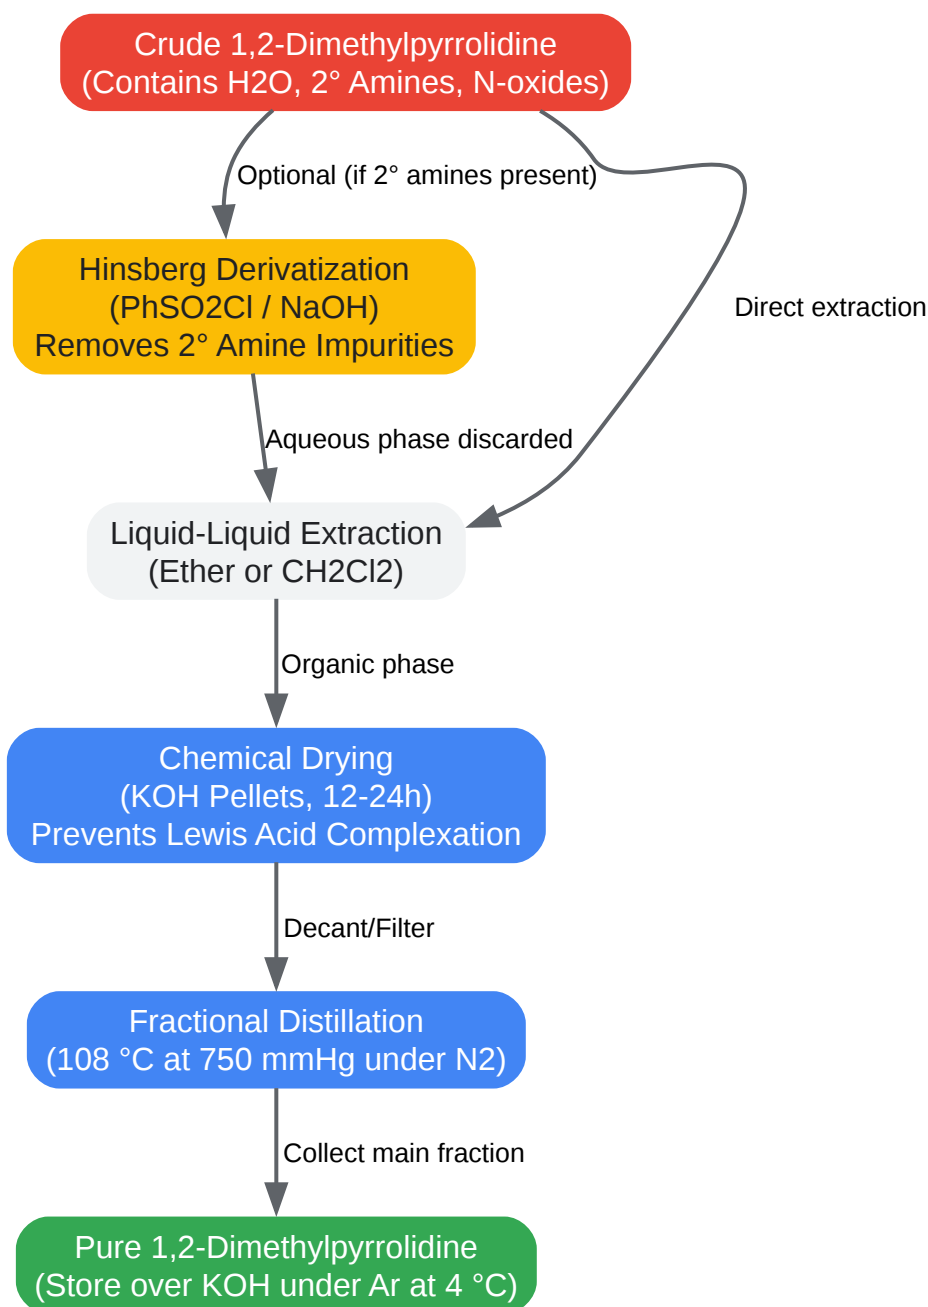 Crude 1,2-Dimethylpyrrolidine
(Contains H2O, 2° Amines, N-oxides)
Optional (if 2° amines present)
Hinsberg Derivatization
(PhSO2Cl / NaOH)
Removes 2° Amine Impurities
Direct extraction
Aqueous phase discarded
Liquid-Liquid Extraction
(Ether or CH2Cl2)
Organic phase
Chemical Drying
(KOH Pellets, 12-24h)
Prevents Lewis Acid Complexation
Decant/Filter
Fractional Distillation
(108 °C at 750 mmHg under N2)
Collect main fraction
Pure 1,2-Dimethylpyrrolidine
(Store over KOH under Ar at 4 °C)